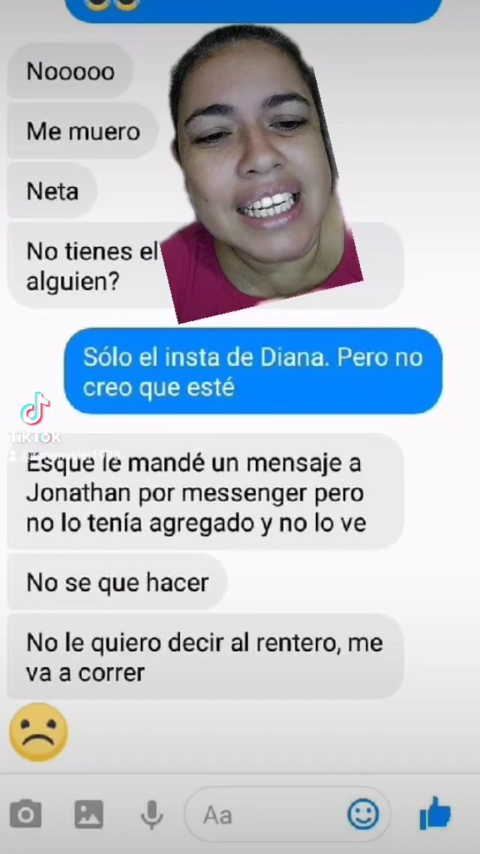 Nooooo
Me muero
Neta
No tienes el
alguien?
Sólo el insta de Diana. Pero no
creo que esté
TikTok
Esque le mandé un mensaje a
Jonathan por messenger pero
no lo tenía agregado y no lo ve
No se que hacer
No le quiero decir al rentero, me
va a correr
Aa